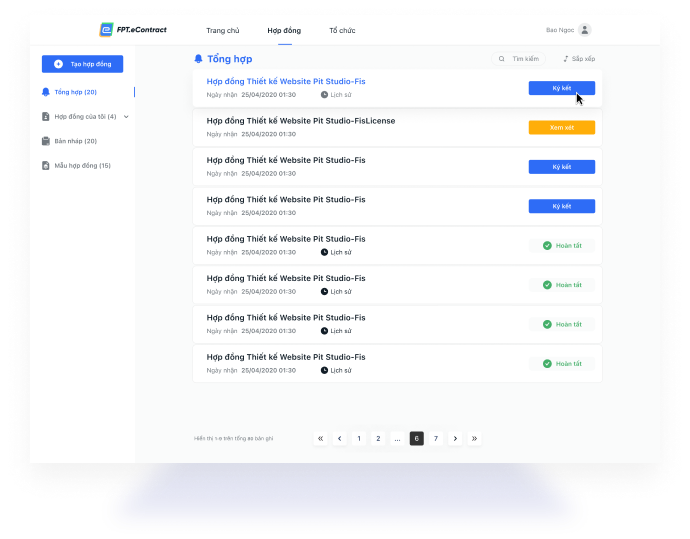 FPT.eContract
Trang chủ
Hợp đồng
Tổ chức
Bao Ngoc
Tạo hợp đồng
Tổng hợp (20)
Hợp đồng của tôi (4)
Bản nháp (20)
Mẫu hợp đồng (15)
Tổng hợp
Tìm kiếm
Sắp xếp
Hợp đồng Thiết kế Website Pit Studio-Fis
Ngày nhận 25/04/2020 01:30 Lịch sử
Ký kết
Hợp đồng Thiết kế Website Pit Studio-FisLicense
Ngày nhận 25/04/2020 01:30
Xem xét
Hợp đồng Thiết kế Website Pit Studio-Fis
Ngày nhận 25/04/2020 01:30
Ký kết
Hợp đồng Thiết kế Website Pit Studio-Fis
Ngày nhận 25/04/2020 01:30
Ký kết
Hợp đồng Thiết kế Website Pit Studio-Fis
Ngày nhận 25/04/2020 01:30 Lịch sử
Hoàn tất
Hợp đồng Thiết kế Website Pit Studio-Fis
Ngày nhận 25/04/2020 01:30 Lịch sử
Hoàn tất
Hợp đồng Thiết kế Website Pit Studio-Fis
Ngày nhận 25/04/2020 01:30 Lịch sử
Hoàn tất
Hợp đồng Thiết kế Website Pit Studio-Fis
Ngày nhận 25/04/2020 01:30 Lịch sử
Hoàn tất
Hiển thị 1-9 trên tổng bản ghi
« ‹ 1 2 ... 6 7 › »